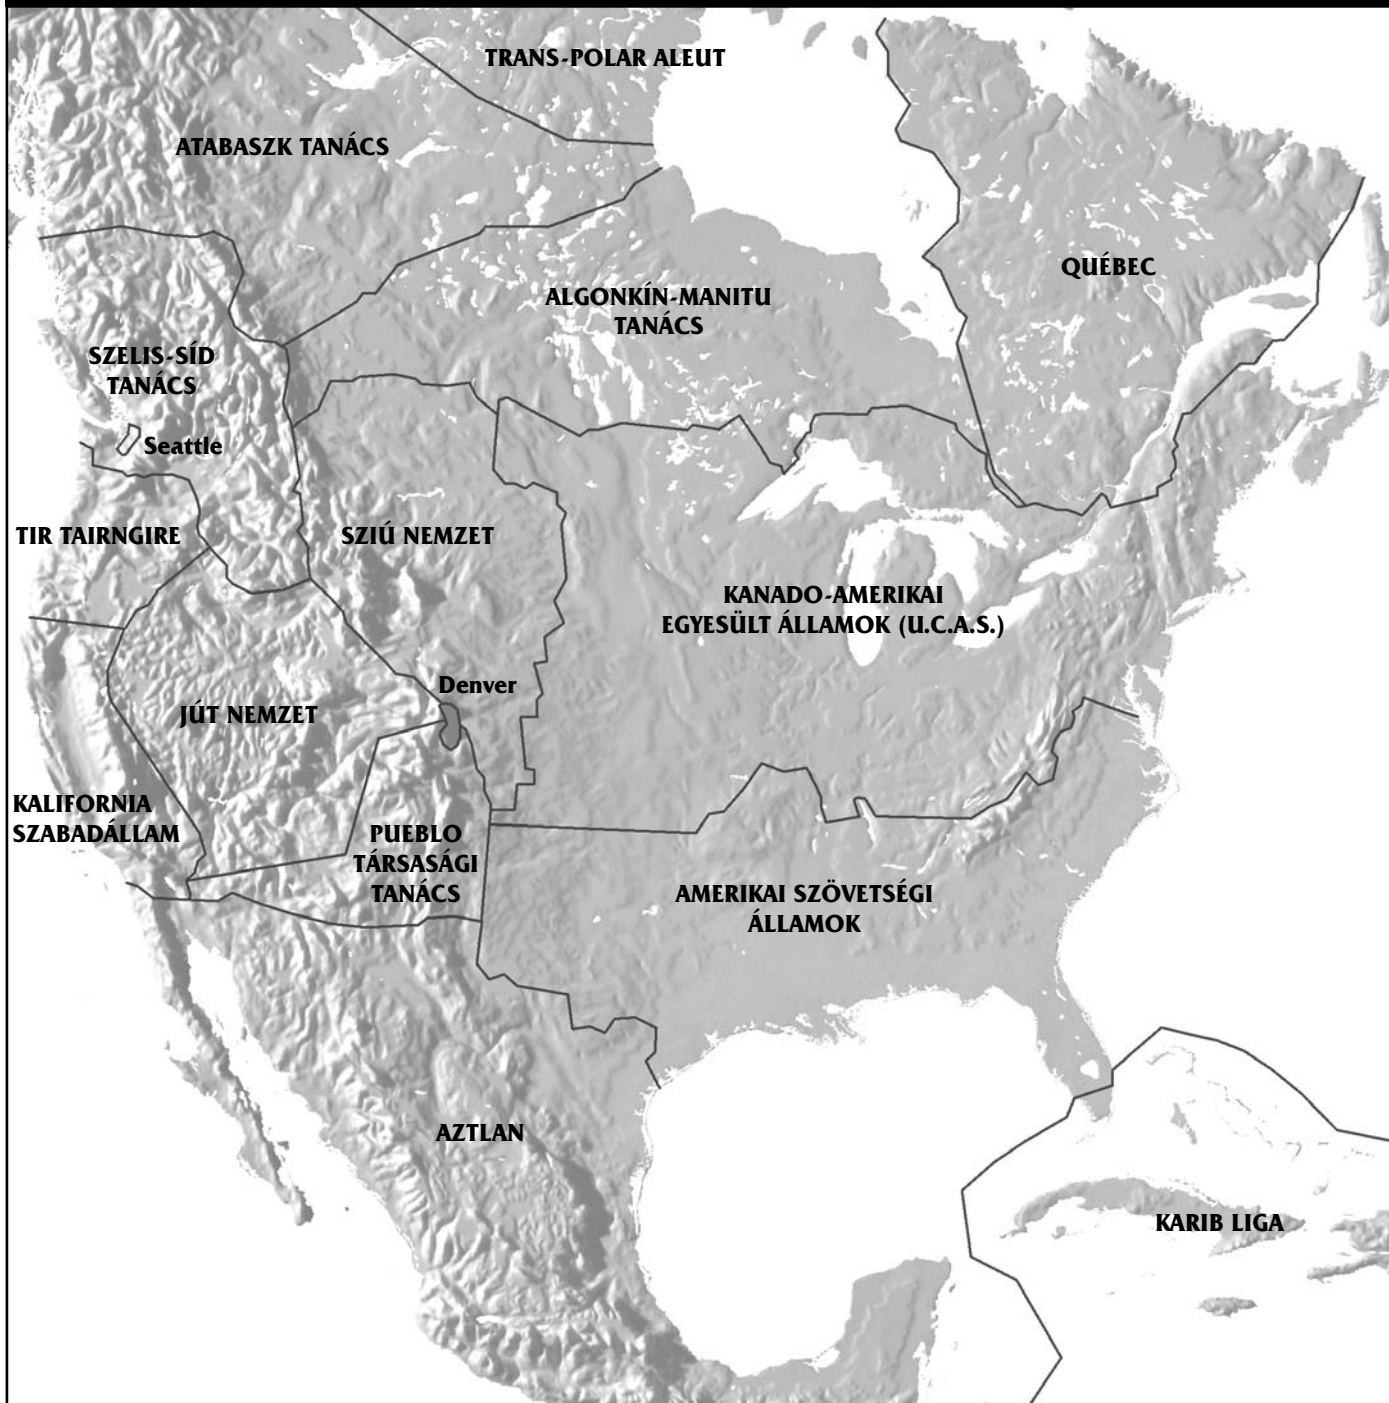 TRANS-POLAR ALEUT
ATABASZK TANÁCS
QUÉBEC
ALGONKÍN-MANITU
TANÁCS
SZELIS-SÍD
TANÁCS
Seattle
TIR TAIRNGIRE
SZIÚ NEMZET
KANADO-AMERIKAI
EGYESÜLT ÁLLAMOK (U.C.A.S.)
Denver
JÚT NEMZET
KALIFORNIA
SZABADÁLLAM
PUEBLO
TÁRSASÁGI
TANÁCS
AMERIKAI SZÖVETSÉGI
ÁLLAMOK
AZTLAN
KARIB LIGA